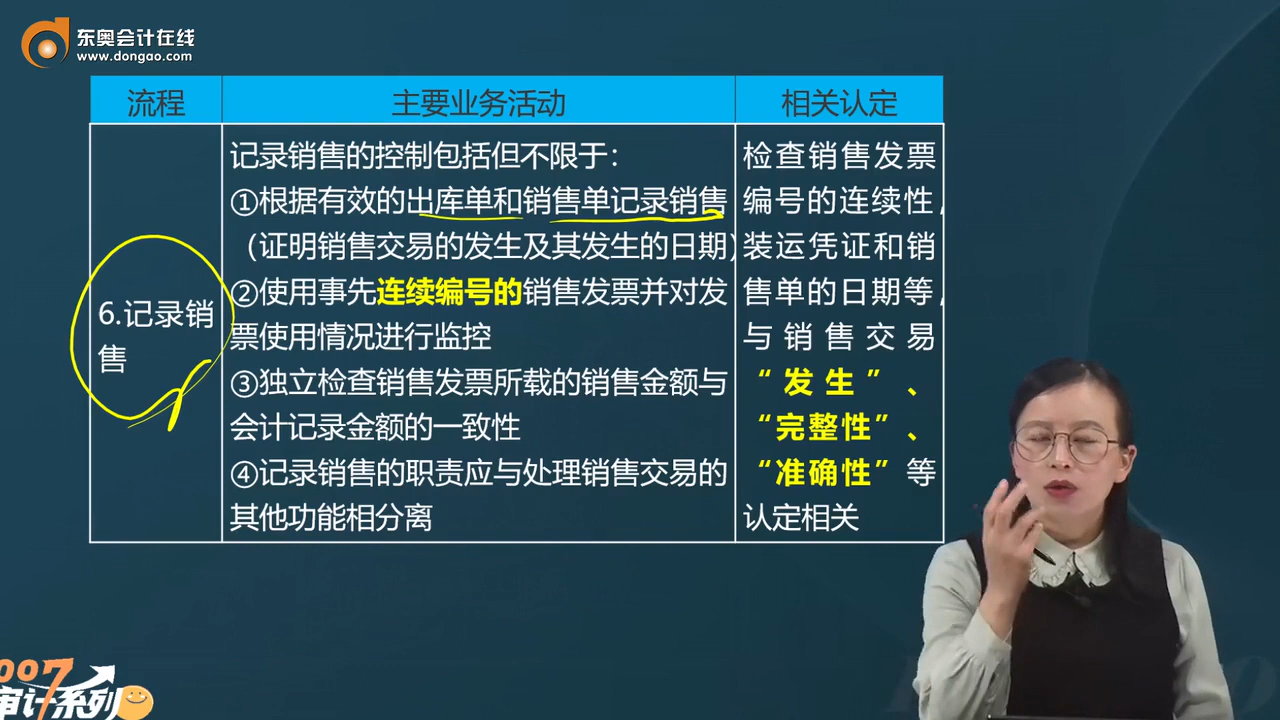 东奥会计在线
www.dongao.com
流程
主要业务活动
相关认定
6.记录销
售
记录销售的控制包括但不限于：
①根据有效的出库单和销售单记录销售
（证明销售交易的发生及其发生的日期）
②使用事先连续编号的销售发票并对发
票使用情况进行监控
③独立检查销售发票所载的销售金额与
会计记录金额的一致性
④记录销售的职责应与处理销售交易的
其他功能相分离
检查销售发票
编号的连续性，
装运凭证和销
售单的日期等，
与销售交易
“发生”、
“完整性”、
“准确性”等
认定相关
007
审计系列